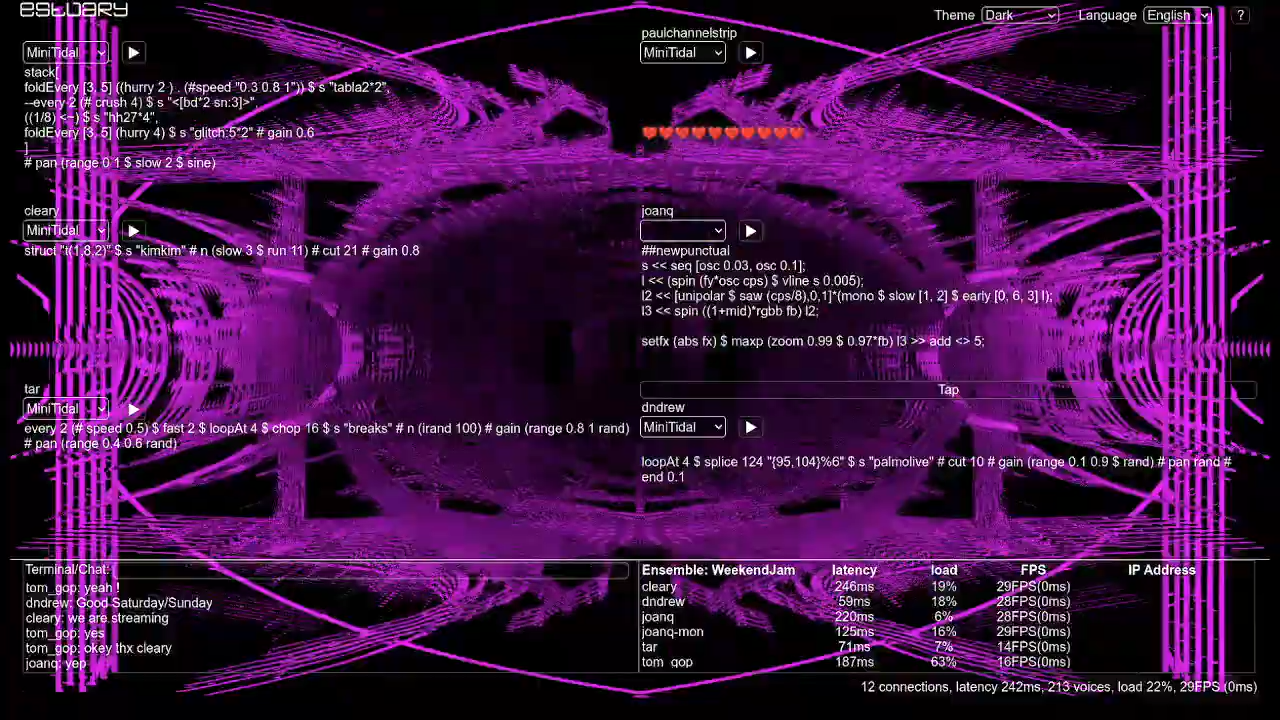 estuary
Theme Dark Language English ?
MiniTidal
stack[
foldEvery [3, 5] ((hurry 2 ) . (#speed "0.3 0.8 1")) $ s "tabla2*2",
--every 2 (# crush 4) $ s "<[bd*2 sn:3]>",
((1/8) <~) $ s "hh27*4",
foldEvery [3, 5] (hurry 4) $ s "glitch:5*2" # gain 0.6
]
# pan (range 0 1 $ slow 2 $ sine)
cleary
MiniTidal
struct "t(1,8,2)" $ s "kimkim" # n (slow 3 $ run 11) # cut 21 # gain 0.8
tar
MiniTidal
every 2 (# speed 0.5) $ fast 2 $ loopAt 4 $ chop 16 $ s "breaks" # n (irand 100) # gain (range 0.8 1 rand)
# pan (range 0.4 0.6 rand)
paulchannelstrip
MiniTidal
❤️❤️❤️❤️❤️❤️❤️❤️❤️❤️
joanq
##newpunctual
s << seq [osc 0.03, osc 0.1];
l << (spin (fy*osc cps) $ vline s 0.005);
l2 << [unipolar $ saw (cps/8),0,1]*(mono $ slow [1, 2] $ early [0, 6, 3] l);
l3 << spin ((1+mid)*rgbb fb) l2;
setfx (abs fx) $ maxp (zoom 0.99 $ 0.97*fb) l3 >> add <> 5;
Tap
dndrew
MiniTidal
loopAt 4 $ splice 124 "{95,104}%6" $ s "palmolive" # cut 10 # gain (range 0.1 0.9 $ rand) # pan rand #
end 0.1
Terminal/Chat:
tom_gop: yeah !
dndrew: Good Saturday/Sunday
cleary: we are streaming
tom_gop: yes
tom_gop: okey thx cleary
joanq: yep
Ensemble: WeekendJam latency load FPS IP Address
cleary 246ms 19% 29FPS(0ms)
dndrew 59ms 18% 28FPS(0ms)
joanq 220ms 6% 28FPS(0ms)
joanq-mon 125ms 16% 29FPS(0ms)
tar 71ms 7% 14FPS(0ms)
tom_gop 187ms 63% 16FPS(0ms)
12 connections, latency 242ms, 213 voices, load 22%, 29FPS (0ms)